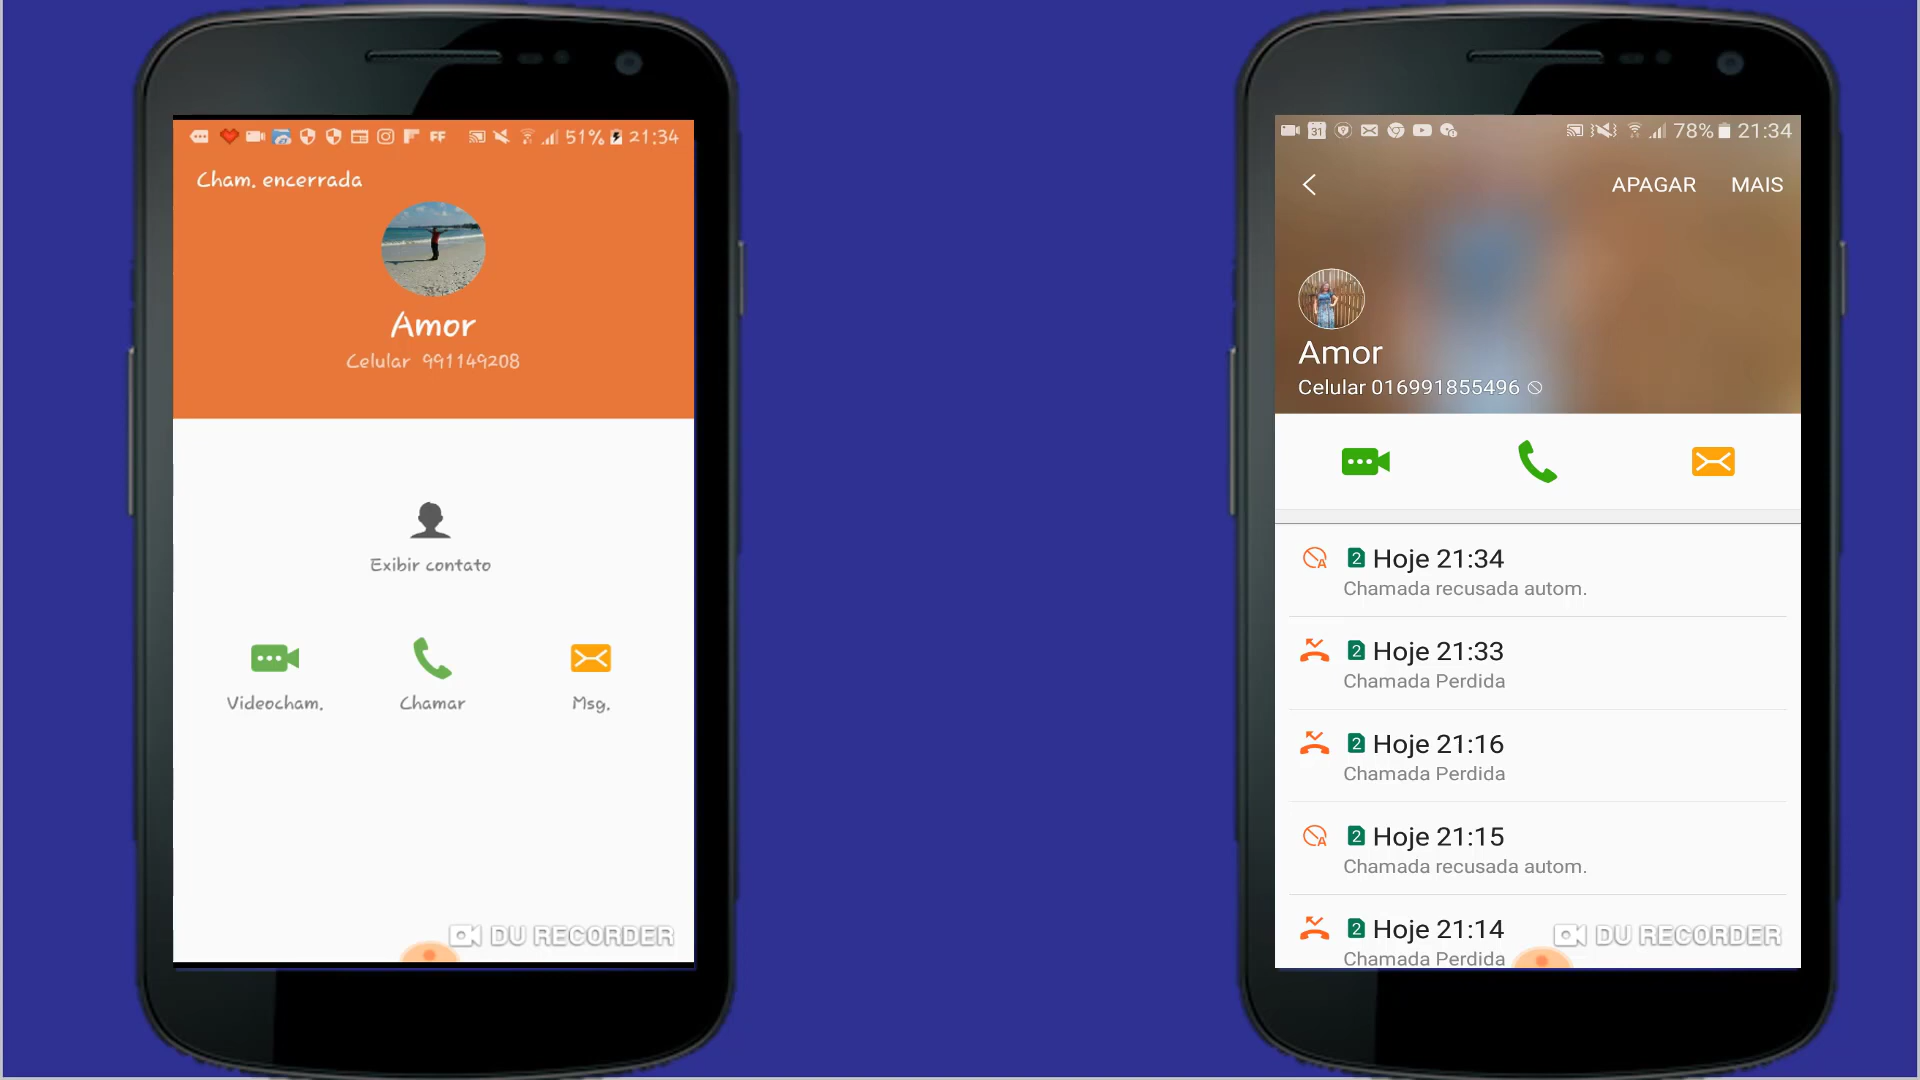 FF 51% 21:34
Cham. encerrada
Amor
Celular 991149208
Exibir contato
Videocham. Chamar Msg.
DU RECORDER
31 78% 21:34
APAGAR MAIS
Amor
Celular 016991855496
2 Hoje 21:34
Chamada recusada autom.
2 Hoje 21:33
Chamada Perdida
2 Hoje 21:16
Chamada Perdida
2 Hoje 21:15
Chamada recusada autom.
2 Hoje 21:14
Chamada Perdida
DU RECORDER